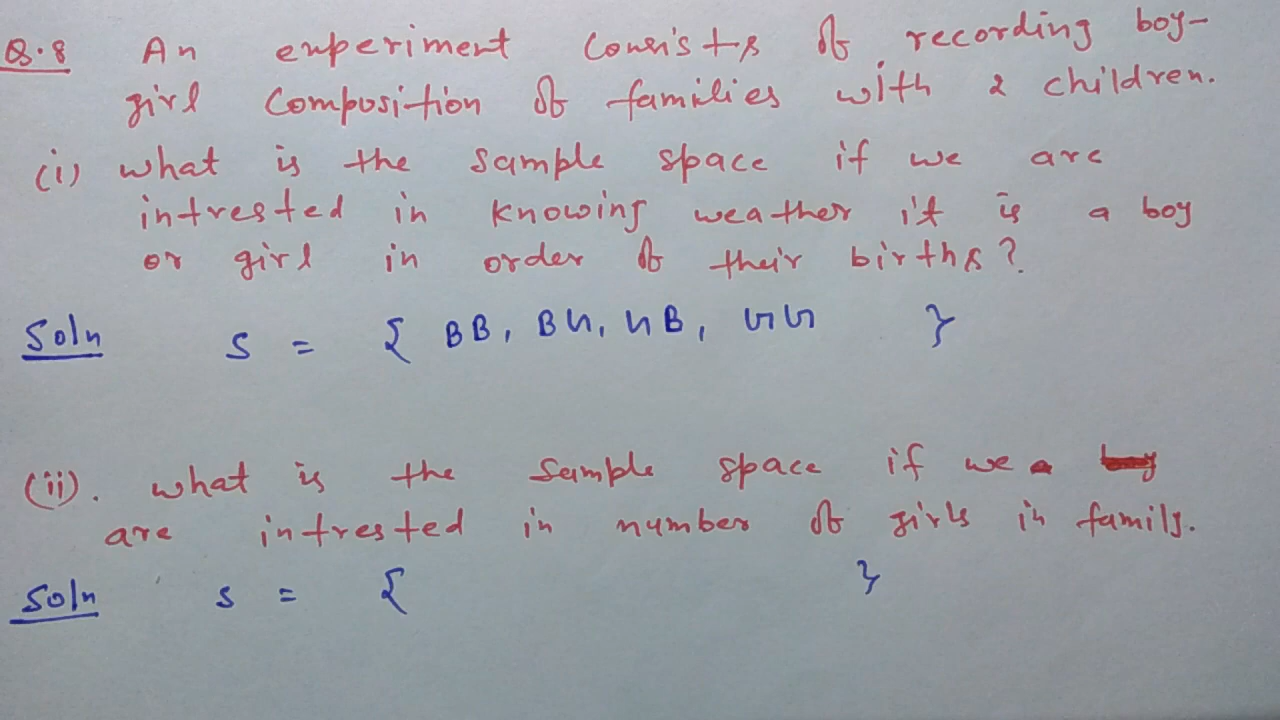 Q.8 An experiment consists of recording boy-
girl composition of families with 2 children.
(i) what is the sample space if we are
intrested in knowing weather it is a boy
or girl in order of their births?
Soln S = { BB, BG, GB, GG }
(ii). what is the sample space if we
are intrested in number of girls in family.
Soln S = { }